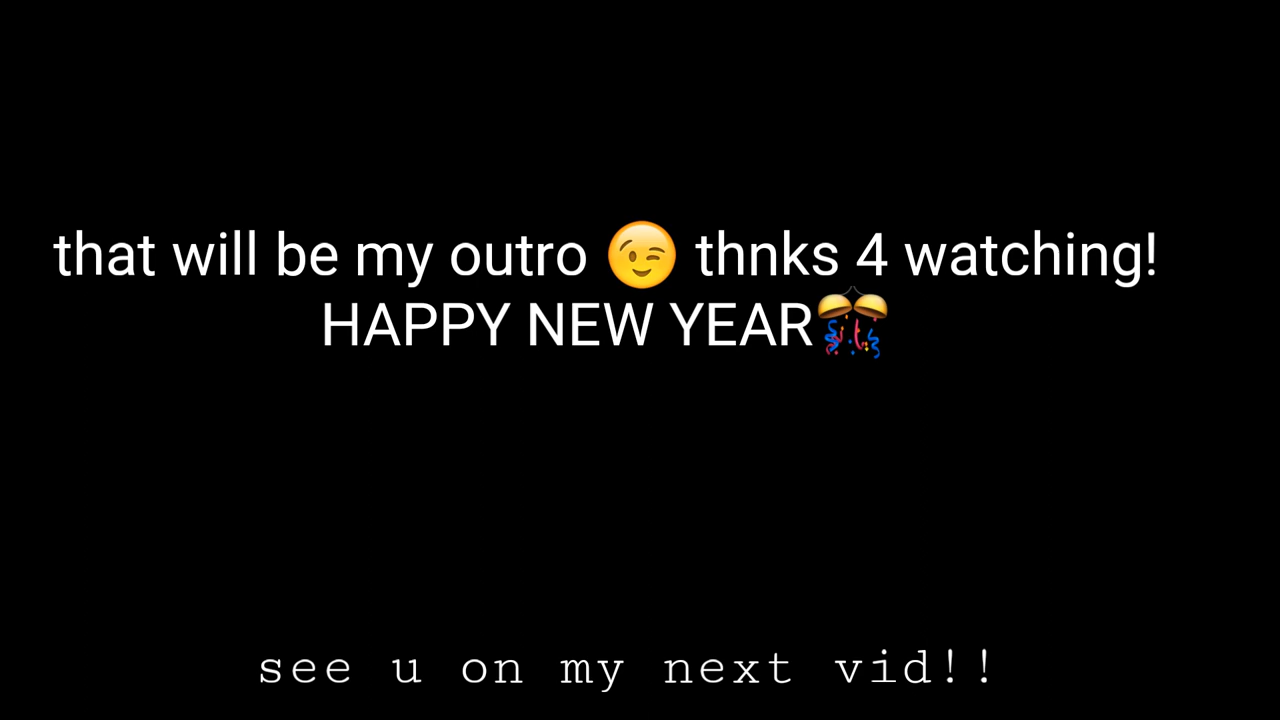 that will be my outro 😉 thnks 4 watching!
HAPPY NEW YEAR🎊
see u on my next vid!!